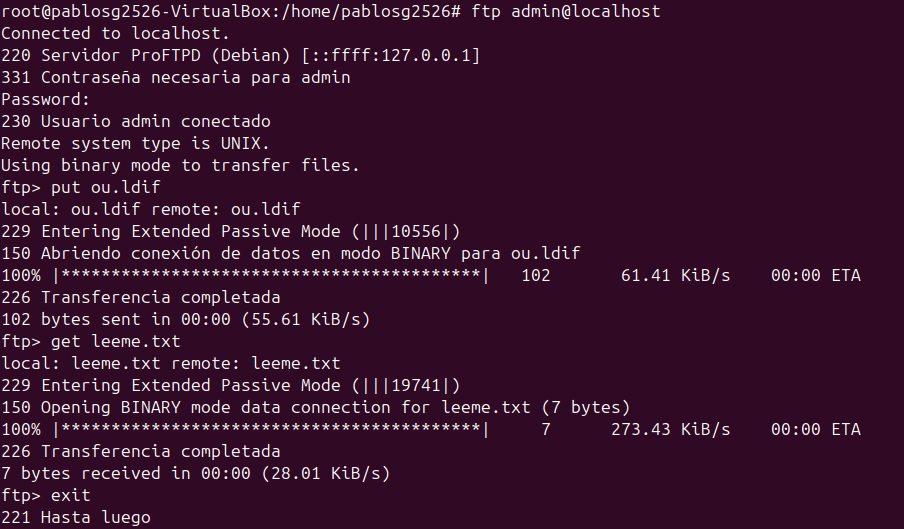 root@pablosg2526-VirtualBox:/home/pablosg2526# ftp admin@localhost
Connected to localhost.
220 Servidor ProFTPD (Debian) [::ffff:127.0.0.1]
331 Contraseña necesaria para admin
Password:
230 Usuario admin conectado
Remote system type is UNIX.
Using binary mode to transfer files.
ftp> put ou.ldif
local: ou.ldif remote: ou.ldif
229 Entering Extended Passive Mode (|||10556|)
150 Abriendo conexión de datos en modo BINARY para ou.ldif
100% |******************************************|   102       61.41 KiB/s    00:00 ETA
226 Transferencia completada
102 bytes sent in 00:00 (55.61 KiB/s)
ftp> get leeme.txt
local: leeme.txt remote: leeme.txt
229 Entering Extended Passive Mode (|||19741|)
150 Opening BINARY mode data connection for leeme.txt (7 bytes)
100% |******************************************|     7      273.43 KiB/s    00:00 ETA
226 Transferencia completada
7 bytes received in 00:00 (28.01 KiB/s)
ftp> exit
221 Hasta luego